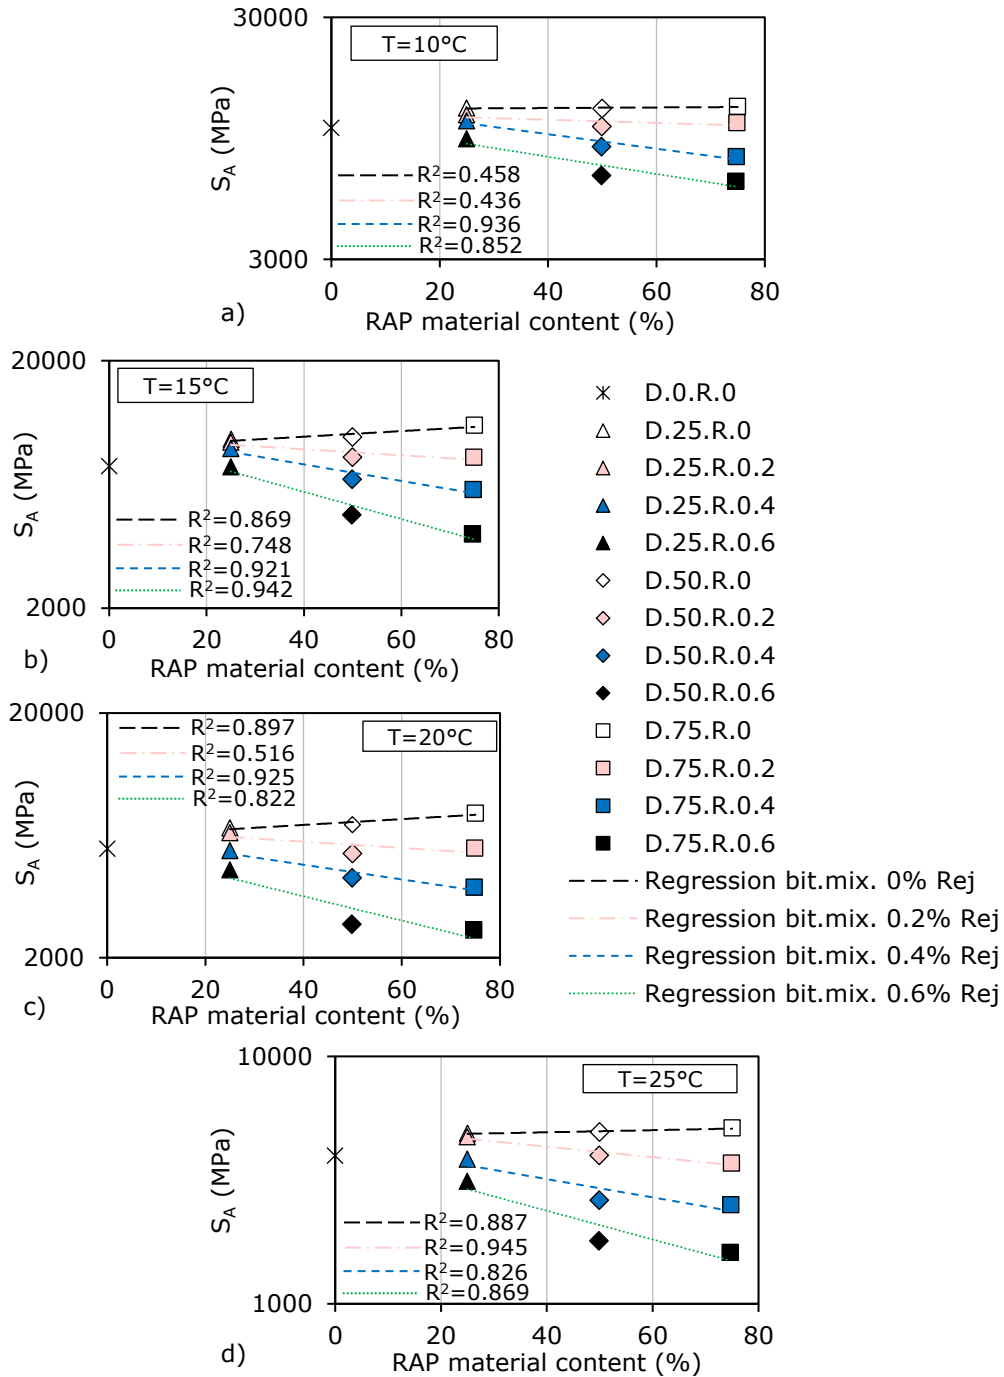 30000
T=10°C
S_A (MPa)
R²=0.458
R²=0.436
R²=0.936
R²=0.852
3000
0 20 40 60 80
a)
RAP material content (%)
20000
T=15°C
S_A (MPa)
R²=0.869
R²=0.748
R²=0.921
R²=0.942
2000
0 20 40 60 80
b)
RAP material content (%)
20000
R²=0.897
T=20°C
R²=0.516
R²=0.925
R²=0.822
S_A (MPa)
2000
0 20 40 60 80
c)
RAP material content (%)
D.0.R.0
D.25.R.0
D.25.R.0.2
D.25.R.0.4
D.25.R.0.6
D.50.R.0
D.50.R.0.2
D.50.R.0.4
D.50.R.0.6
D.75.R.0
D.75.R.0.2
D.75.R.0.4
D.75.R.0.6
Regression bit.mix. 0% Rej
Regression bit.mix. 0.2% Rej
Regression bit.mix. 0.4% Rej
Regression bit.mix. 0.6% Rej
10000
T=25°C
S_A (MPa)
R²=0.887
R²=0.945
R²=0.826
R²=0.869
1000
0 20 40 60 80
d)
RAP material content (%)